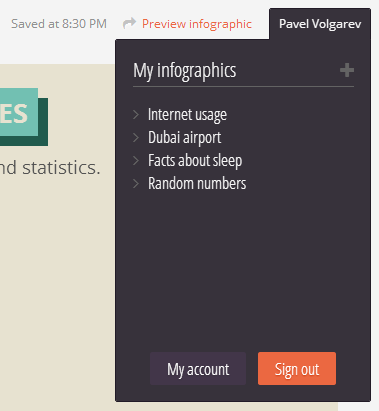 Saved at 8:30 PM Preview infographic Pavel Volgarev
My infographics
Internet usage
Dubai airport
Facts about sleep
Random numbers
ES
nd statistics.
My account Sign out